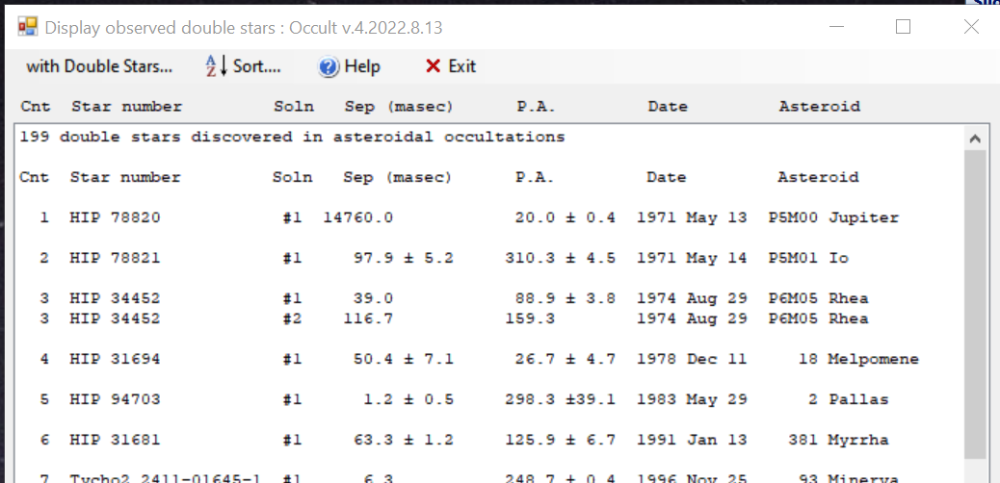 Display observed double stars : Occult v.4.2022.8.13
with Double Stars... Sort.... Help Exit
Cnt Star number Soln Sep (masec) P.A. Date Asteroid
199 double stars discovered in asteroidal occultations
Cnt Star number Soln Sep (masec) P.A. Date Asteroid
1 HIP 78820 #1 14760.0 20.0 ± 0.4 1971 May 13 P5M00 Jupiter
2 HIP 78821 #1 97.9 ± 5.2 310.3 ± 4.5 1971 May 14 P5M01 Io
3 HIP 34452 #1 39.0 88.9 ± 3.8 1974 Aug 29 P6M05 Rhea
3 HIP 34452 #2 116.7 159.3 1974 Aug 29 P6M05 Rhea
4 HIP 31694 #1 50.4 ± 7.1 26.7 ± 4.7 1978 Dec 11 18 Melpomene
5 HIP 94703 #1 1.2 ± 0.5 298.3 ±39.1 1983 May 29 2 Pallas
6 HIP 31681 #1 63.3 ± 1.2 125.9 ± 6.7 1991 Jan 13 381 Myrrha
7 Tycho2 2411-01645-1 #1 6.3 248.7 ± 0.4 1996 Nov 25 93 Minerva